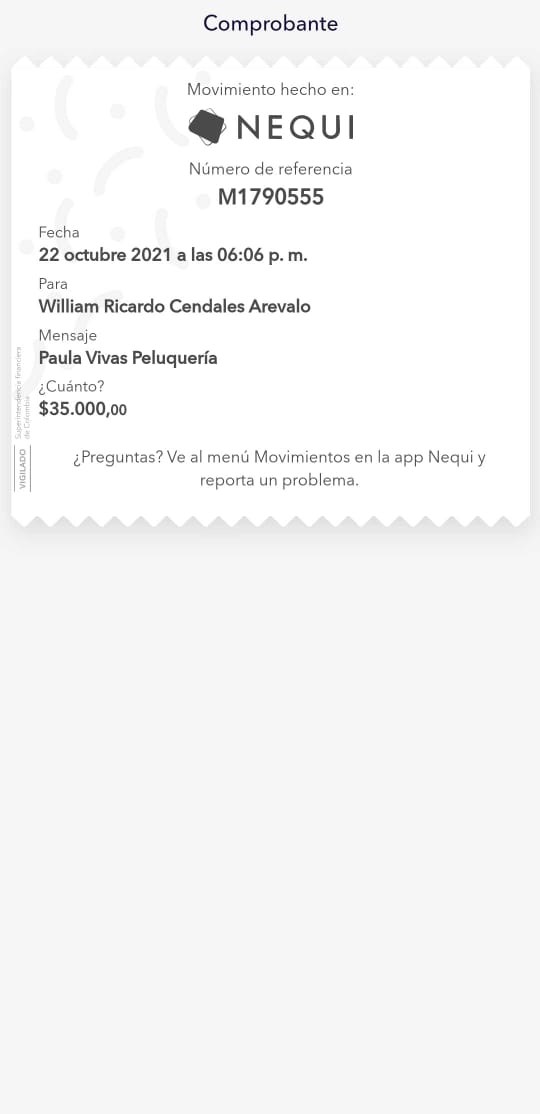 Comprobante
Movimiento hecho en:
NEQUI
Número de referencia
M1790555
Fecha
22 octubre 2021 a las 06:06 p. m.
Para
William Ricardo Cendales Arevalo
Mensaje
Paula Vivas Peluquería
¿Cuánto?
$35.000,00
¿Preguntas? Ve al menú Movimientos en la app Nequi y
reporta un problema.
VIGILADO
Superintendencia financiera
de Colombia